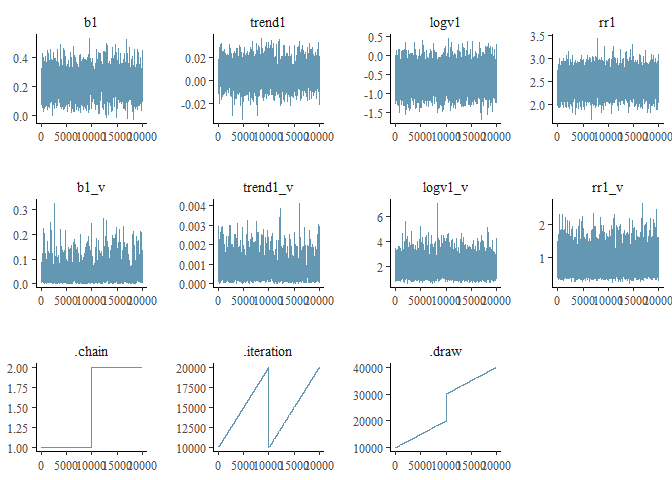 b1 trend1 logv1 rr1
0.4 0.02 0.5 3.5
0.2 0.00 0.0 3.0
0.0 -0.02 -0.5 2.5
-1.0 2.0
-1.5
0 5000 10000 15000 20000 0 5000 10000 15000 20000 0 5000 10000 15000 20000 0 5000 10000 15000 20000
b1_v trend1_v logv1_v rr1_v
0.3 0.004 6 2
0.2 0.003 4 1
0.1 0.002 2
0.0 0.001
0.000
0 5000 10000 15000 20000 0 5000 10000 15000 20000 0 5000 10000 15000 20000 0 5000 10000 15000 20000
.chain .iteration .draw
2.00 20000 40000
1.75 17500 30000
1.50 15000 20000
1.25 12500 10000
1.00 10000
0 5000 10000 15000 20000 0 5000 10000 15000 20000 0 5000 10000 15000 20000